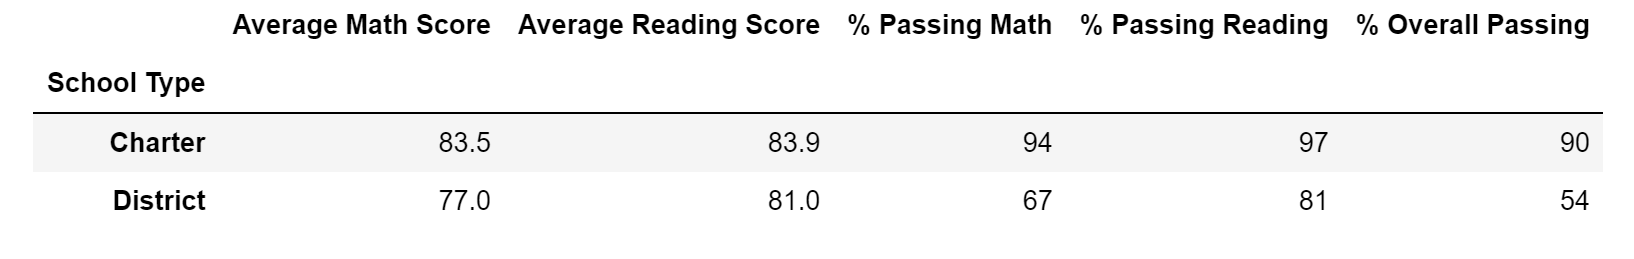 Average Math Score Average Reading Score % Passing Math % Passing Reading % Overall Passing
School Type
Charter 83.5 83.9 94 97 90
District 77.0 81.0 67 81 54